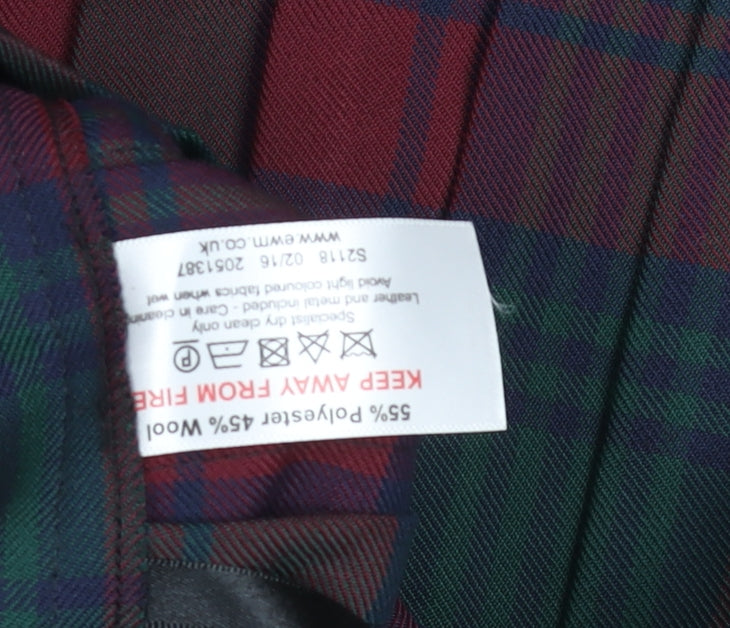 55% Polyester 45% Wool
KEEP AWAY FROM FIRE
P
Specialist dry clean only
Leather and metal included - Care in cleaning
Avoid light coloured fabrics when wet
S2118 02/16 2051387
www.ewm.co.uk